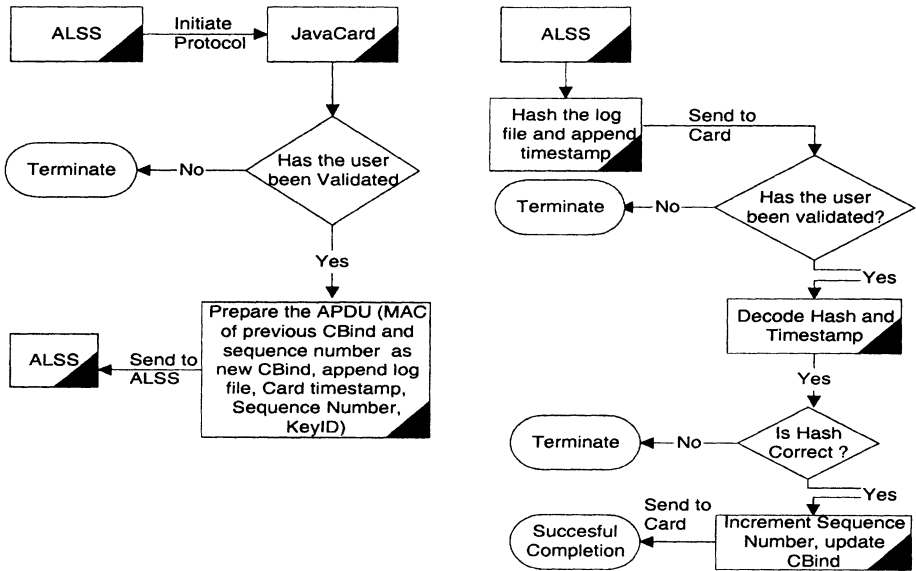 ALSS
Initiate
Protocol
JavaCard
Has the user
been Validated
No
Terminate
Yes
Prepare the APDU (MAC
of previous CBind and
sequence number as
new CBind, append log
file, Card timestamp,
Sequence Number,
KeyID)
Send to
ALSS
ALSS
ALSS
Hash the log
file and append
timestamp
Send to
Card
Has the user
been validated?
No
Terminate
Yes
Decode Hash and
Timestamp
Yes
Is Hash
Correct ?
No
Terminate
Yes
Increment Sequence
Number, update
CBind
Send to
Card
Succesful
Completion